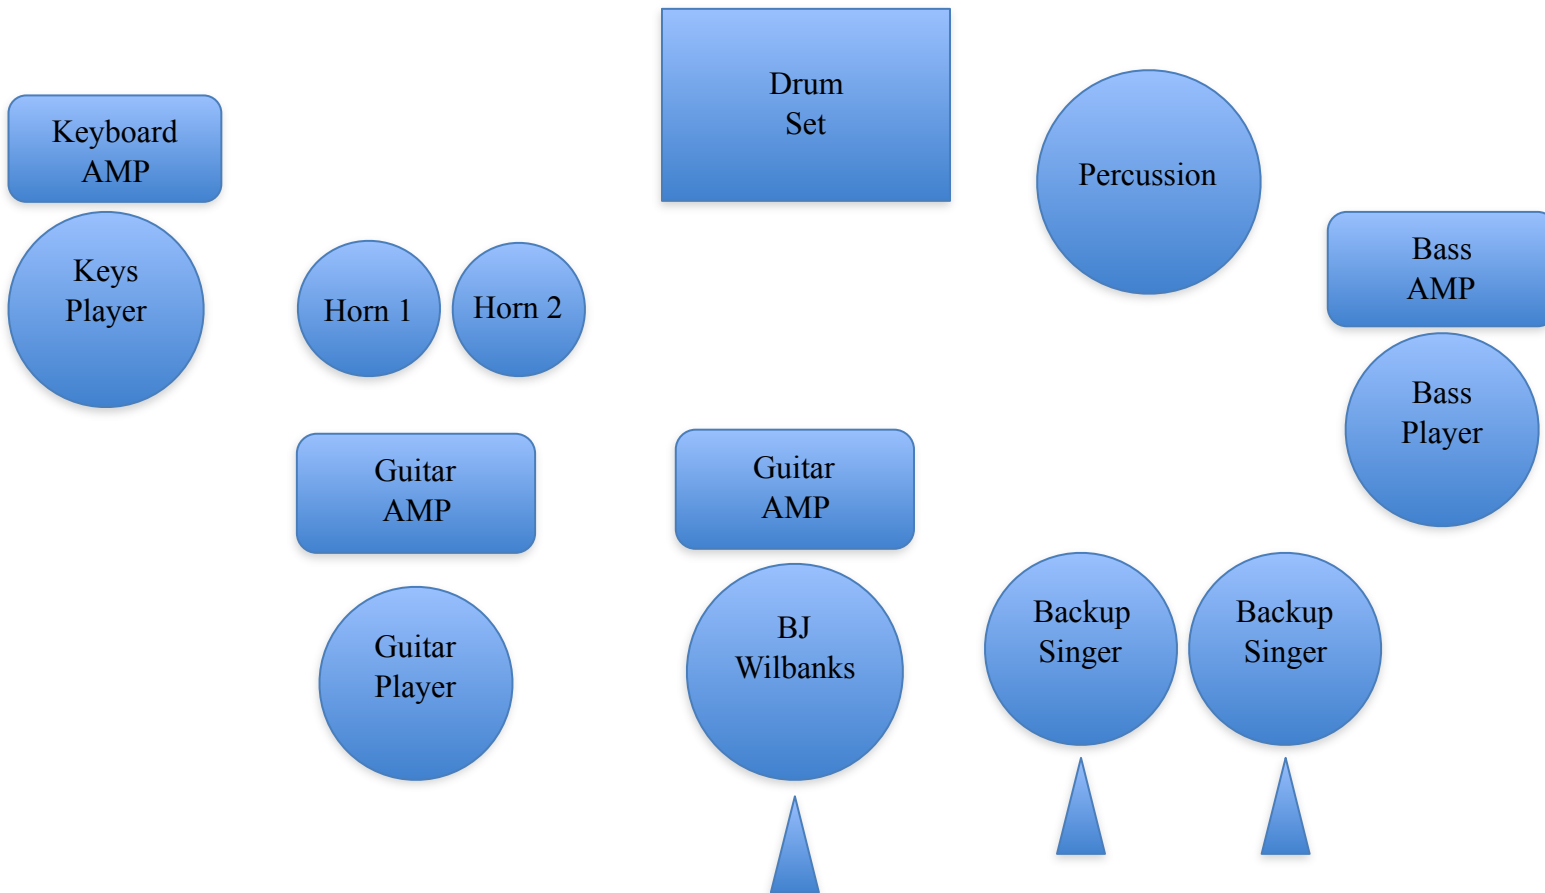 Drum
Set
Keyboard
AMP
Percussion
Keys
Player
Horn 1
Horn 2
Bass
AMP
Bass
Player
Guitar
AMP
Guitar
AMP
Guitar
Player
BJ
Wilbanks
Backup
Singer
Backup
Singer